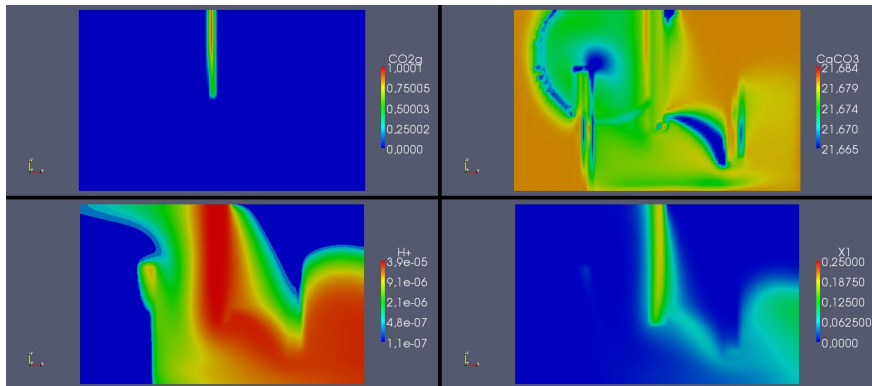 CO2g
1,0001
0,75005
0,50003
0,25002
0,0000
CaCO3
21,684
21,679
21,674
21,670
21,665
H+
3,9e-05
9,1e-06
2,1e-06
4,8e-07
1,1e-07
X1
0,25000
0,18750
0,12500
0,062500
0,0000